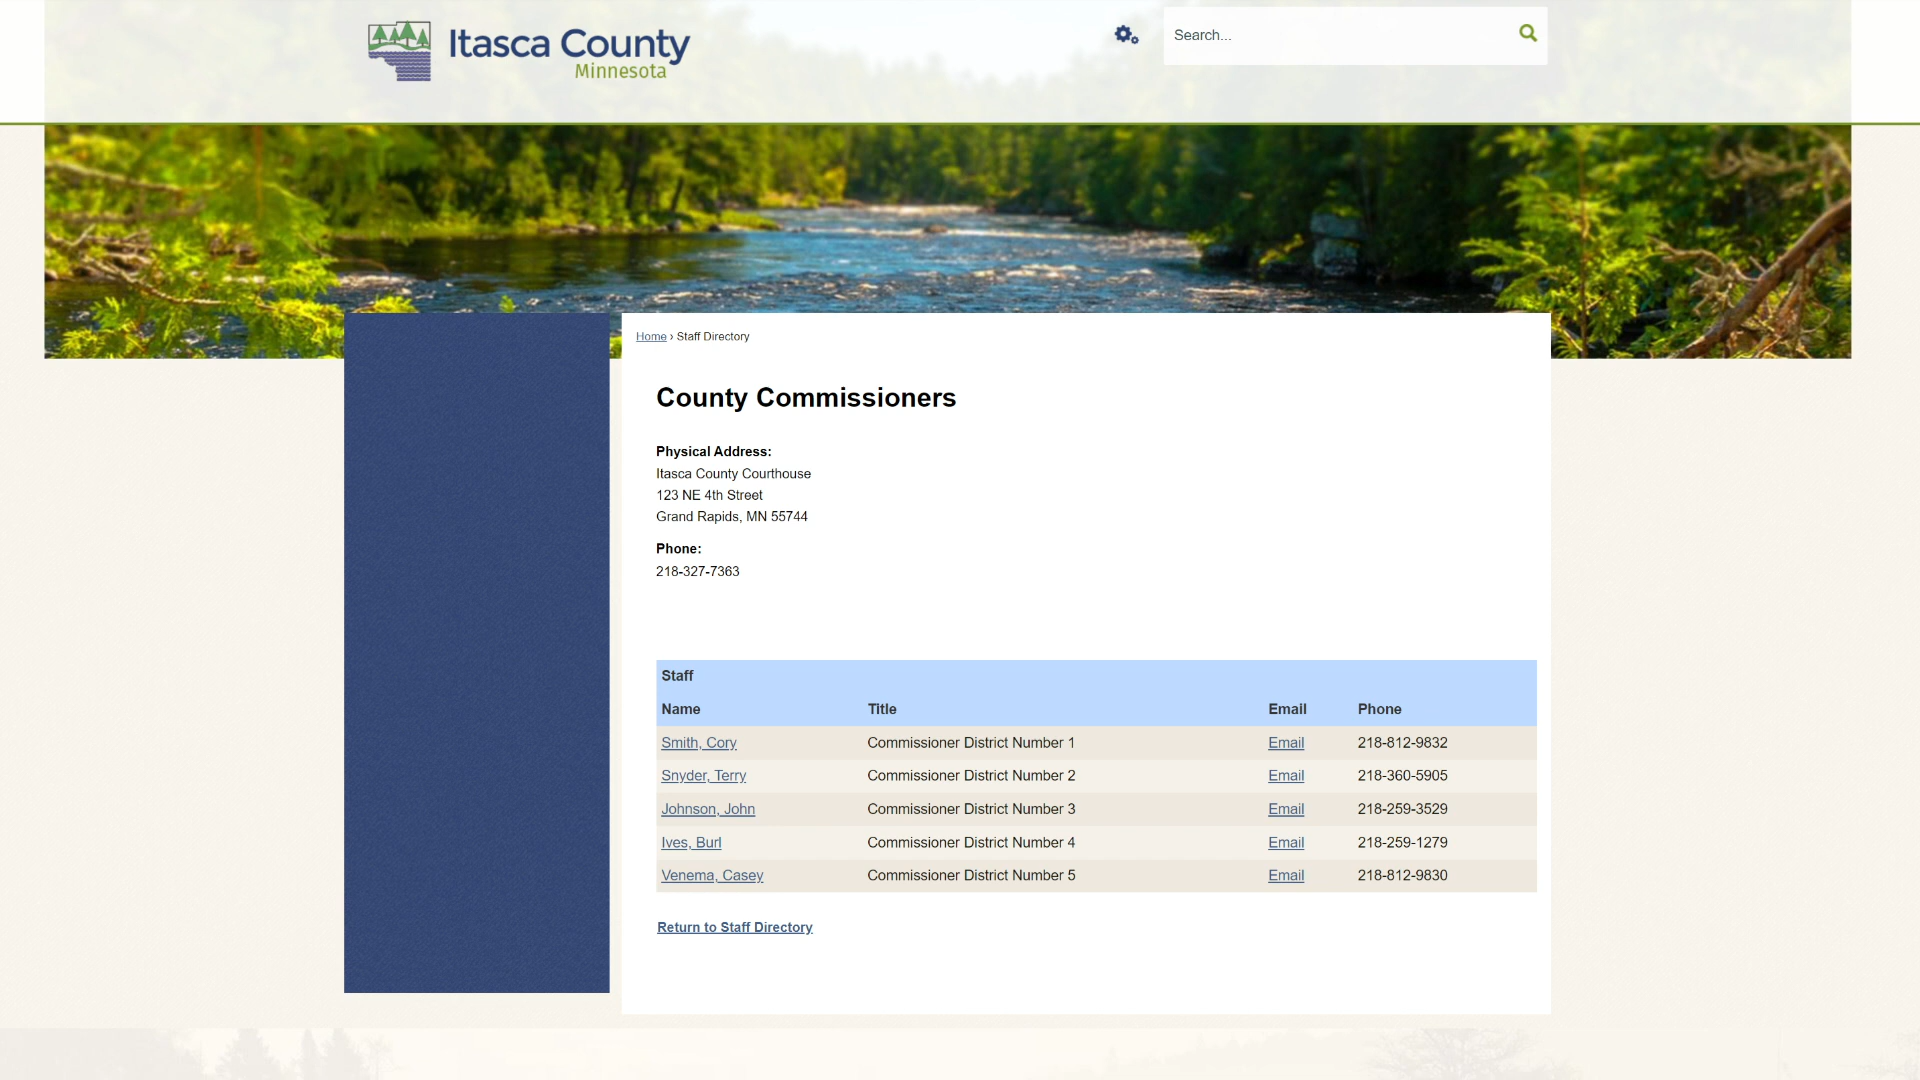 Itasca County
Minnesota
Search...
Home › Staff Directory
County Commissioners
Physical Address:
Itasca County Courthouse
123 NE 4th Street
Grand Rapids, MN 55744
Phone:
218-327-7363
Staff
Name Title Email Phone
Smith, Cory Commissioner District Number 1 Email 218-812-9832
Snyder, Terry Commissioner District Number 2 Email 218-360-5905
Johnson, John Commissioner District Number 3 Email 218-259-3529
Ives, Burl Commissioner District Number 4 Email 218-259-1279
Venema, Casey Commissioner District Number 5 Email 218-812-9830
Return to Staff Directory